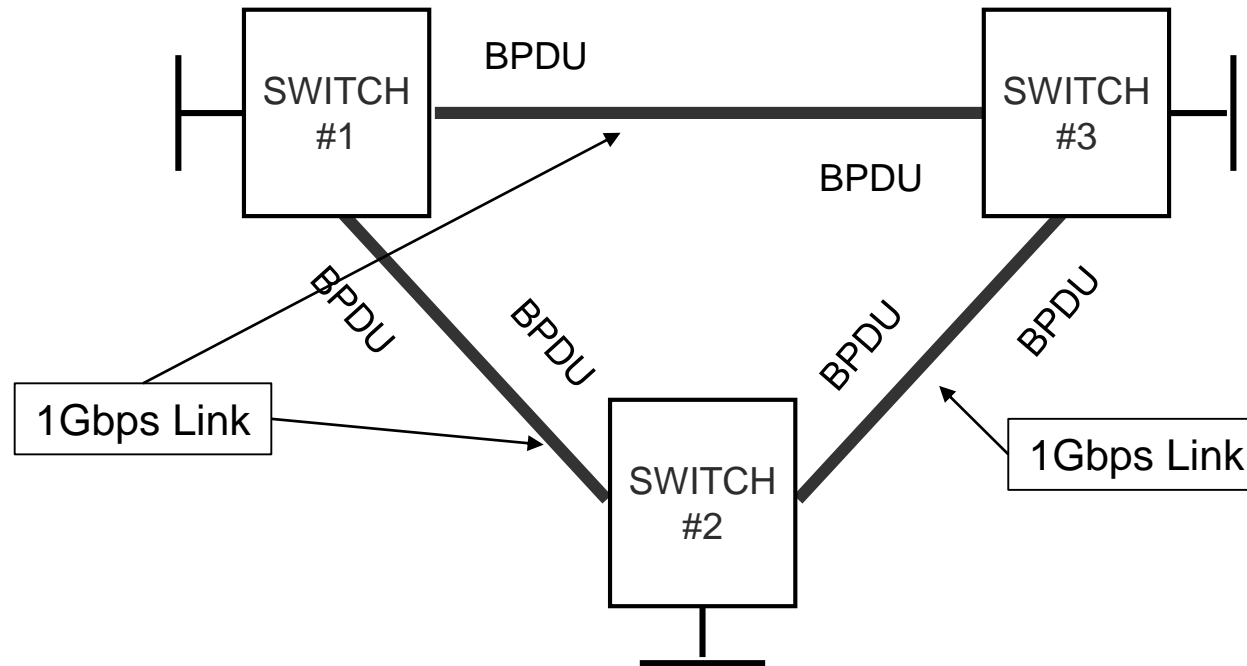 BPDU
SWITCH
#1
SWITCH
#3
BPDU
BPDU
BPDU
BPDU
BPDU
1Gbps Link
1Gbps Link
SWITCH
#2